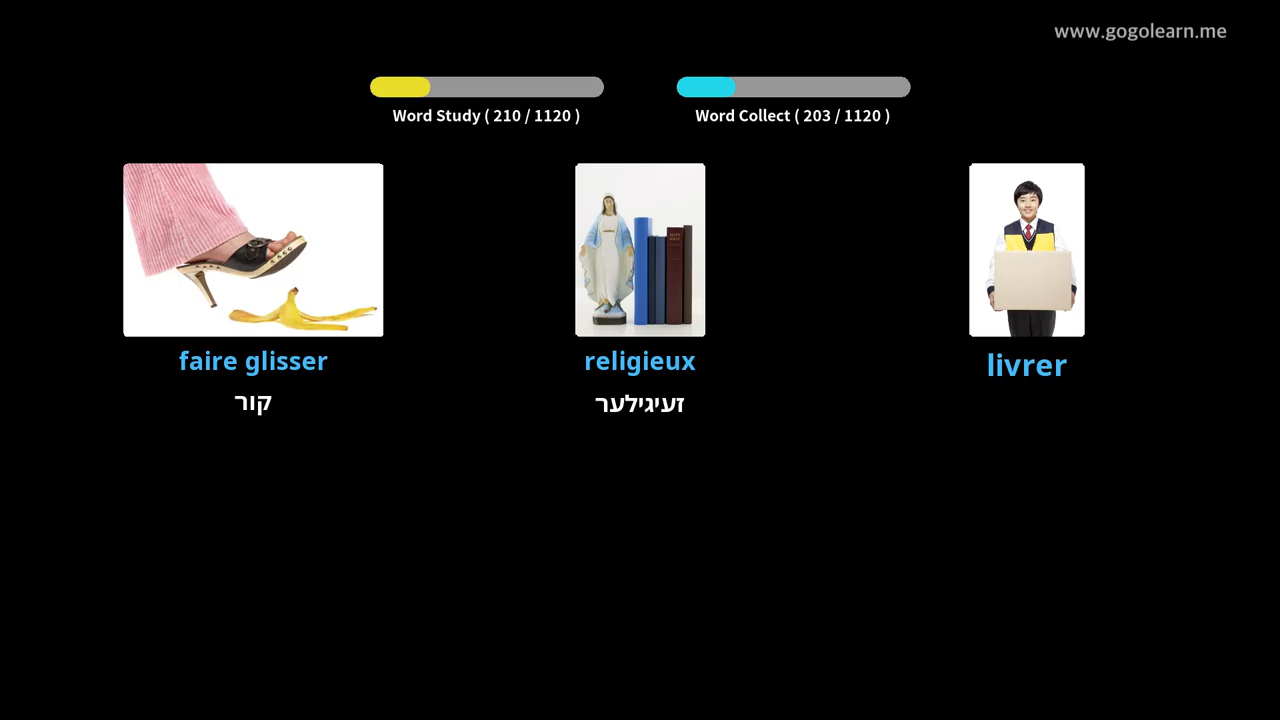 www.gogolearn.me
Word Study ( 210 / 1120 )
Word Collect ( 203 / 1120 )
faire glisser
religieux
livrer
קור
זעיגילער